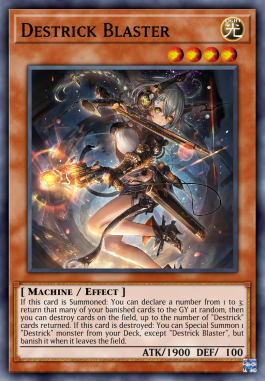 DESTRICK BLASTER
LIGHT
光
[ MACHINE / EFFECT ]
If this card is Summoned: You can declare a number from 1 to 3;
return that many of your banished cards to the GY at random, then
you can destroy cards on the field, up to the number of "Destrick"
cards returned. If this card is destroyed: You can Special Summon 1
"Destrick" monster from your Deck, except "Destrick Blaster", but
banish it when it leaves the field.
ATK/1900 DEF/ 100